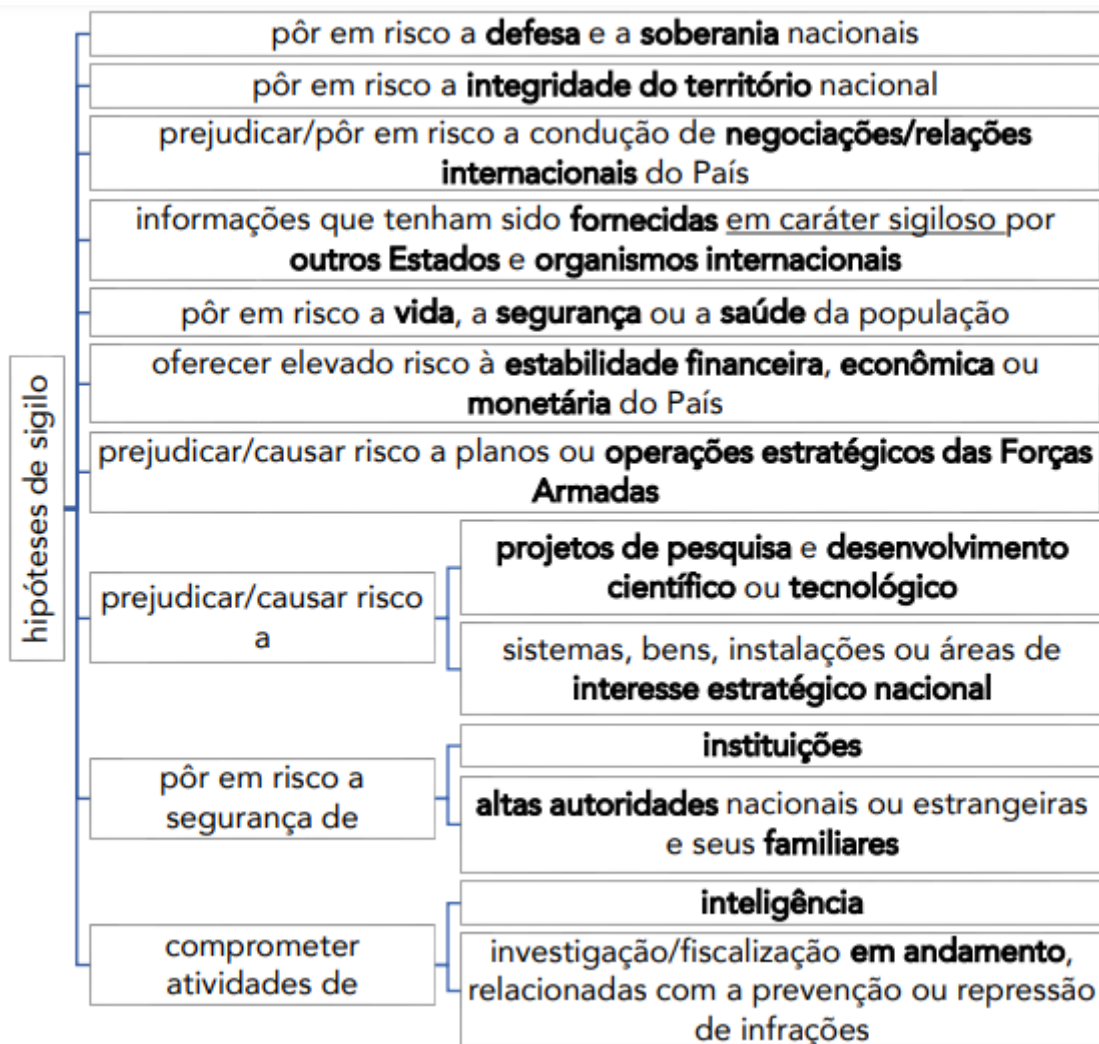 pôr em risco a defesa e a soberania nacionais
pôr em risco a integridade do território nacional
prejudicar/pôr em risco a condução de negociações/relações
internacionais do País
informações que tenham sido fornecidas em caráter sigiloso por
outros Estados e organismos internacionais
pôr em risco a vida, a segurança ou a saúde da população
oferecer elevado risco à estabilidade financeira, econômica ou
monetária do País
prejudicar/causar risco a planos ou operações estratégicos das Forças
Armadas
hipóteses de sigilo
prejudicar/causar risco
a
projetos de pesquisa e desenvolvimento
científico ou tecnológico
sistemas, bens, instalações ou áreas de
interesse estratégico nacional
pôr em risco a
segurança de
instituições
altas autoridades nacionais ou estrangeiras
e seus familiares
comprometer
atividades de
inteligência
investigação/fiscalização em andamento,
relacionadas com a prevenção ou repressão
de infrações